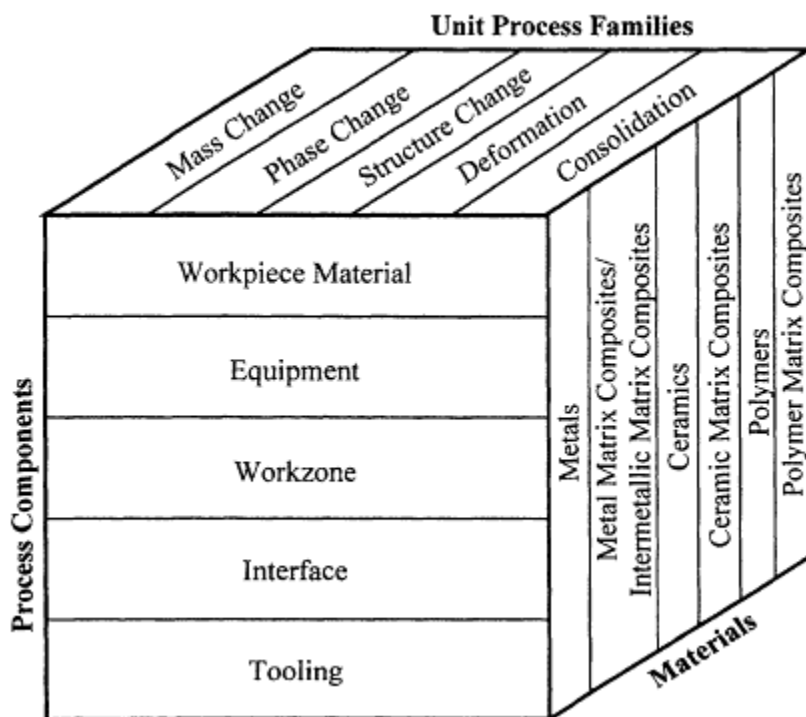 Unit Process Families
Mass Change
Phase Change
Structure Change
Deformation
Consolidation
Process Components
Workpiece Material
Equipment
Workzone
Interface
Tooling
Metals
Metal Matrix Composites/
Intermetallic Matrix Composites
Ceramics
Ceramic Matrix Composites
Polymers
Polymer Matrix Composites
Materials